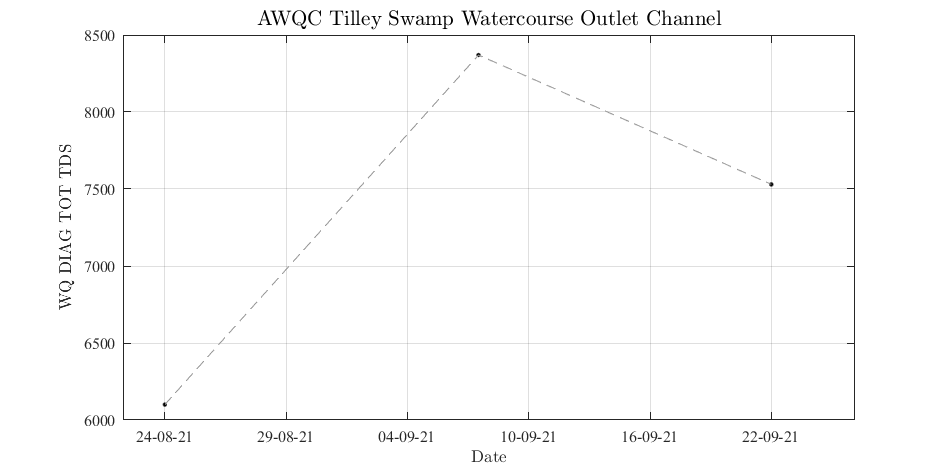 AWQC Tilley Swamp Watercourse Outlet Channel
8500
8000
7500
7000
6500
6000
WQ DIAG TOT TDS
24-08-21 29-08-21 04-09-21 10-09-21 16-09-21 22-09-21
Date